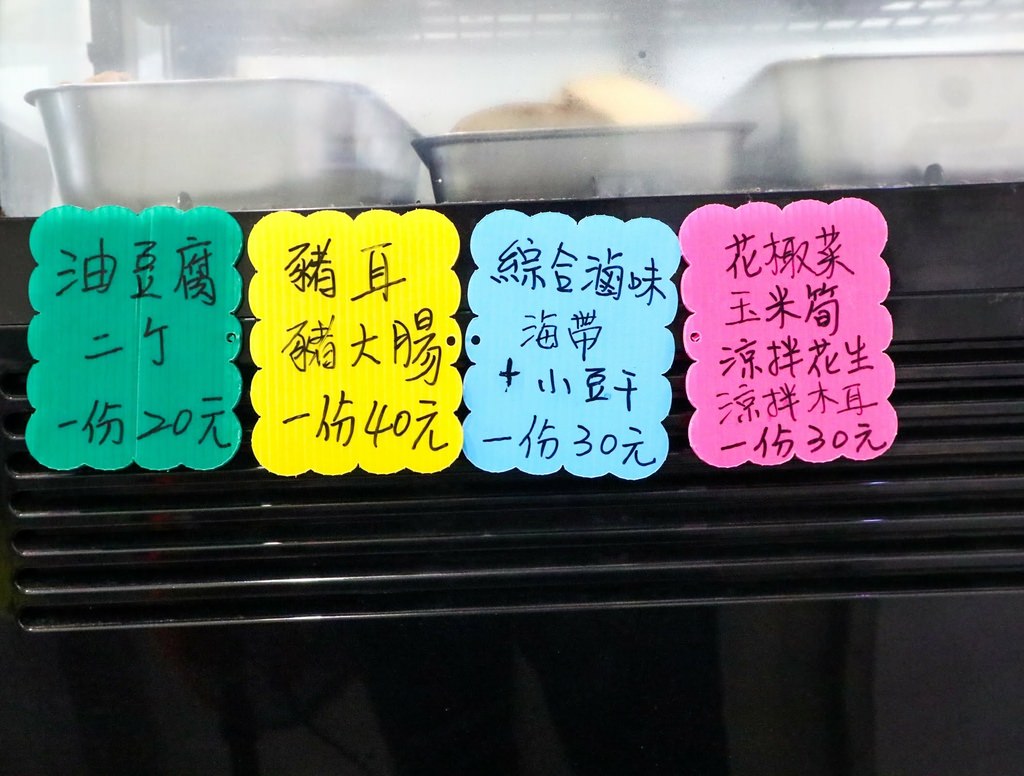 油豆腐
二丁
一份20元
豬耳
豬大腸
一份40元
綜合滷味
海帶
+小豆干
一份30元
花椰菜
玉米筍
涼拌花生
涼拌木耳
一份30元